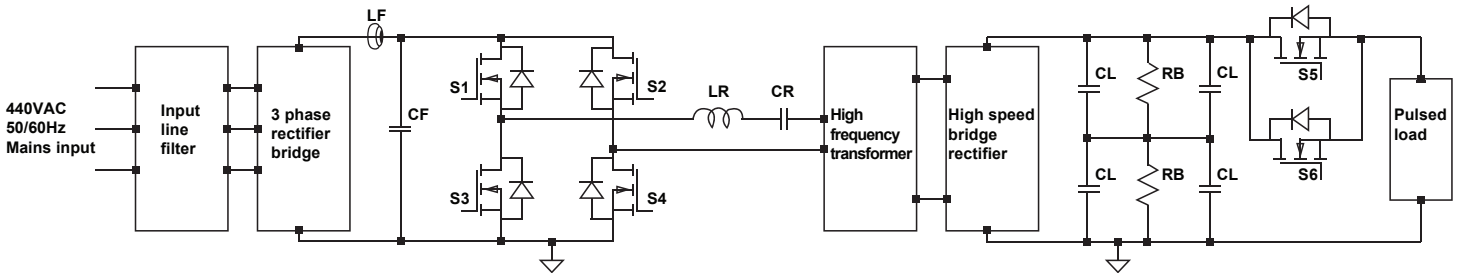 440VAC
50/60Hz
Mains input
Input
line
filter
3 phase
rectifier
bridge
LF
CF
S1
S2
S3
S4
LR
CR
High
frequency
transformer
High speed
bridge
rectifier
CL
RB
CL
CL
RB
CL
S5
S6
Pulsed
load